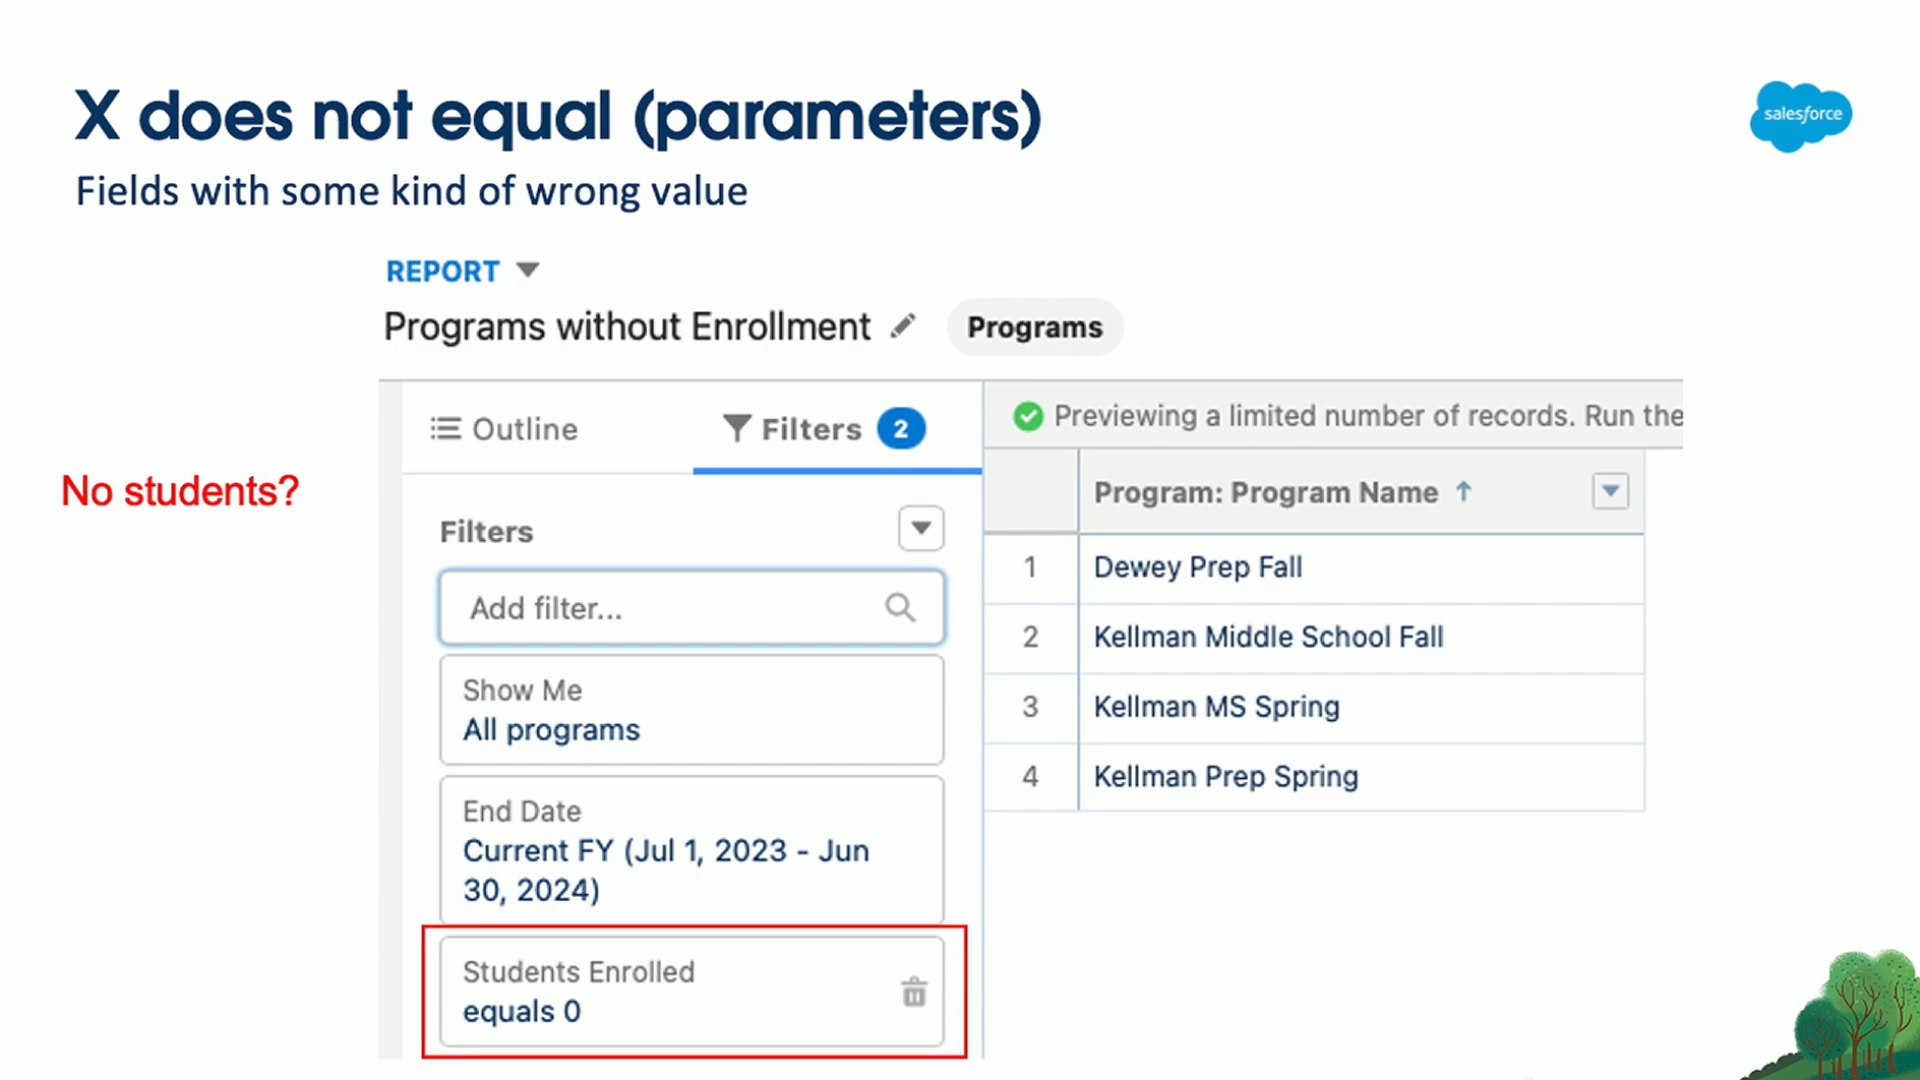 X does not equal (parameters)
salesforce
Fields with some kind of wrong value
REPORT
Programs without Enrollment
Programs
Outline
Filters 2
Previewing a limited number of records. Run the
No students?
Filters
Add filter...
Show Me
All programs
End Date
Current FY (Jul 1, 2023 - Jun
30, 2024)
Students Enrolled
equals 0
Program: Program Name
1 Dewey Prep Fall
2 Kellman Middle School Fall
3 Kellman MS Spring
4 Kellman Prep Spring